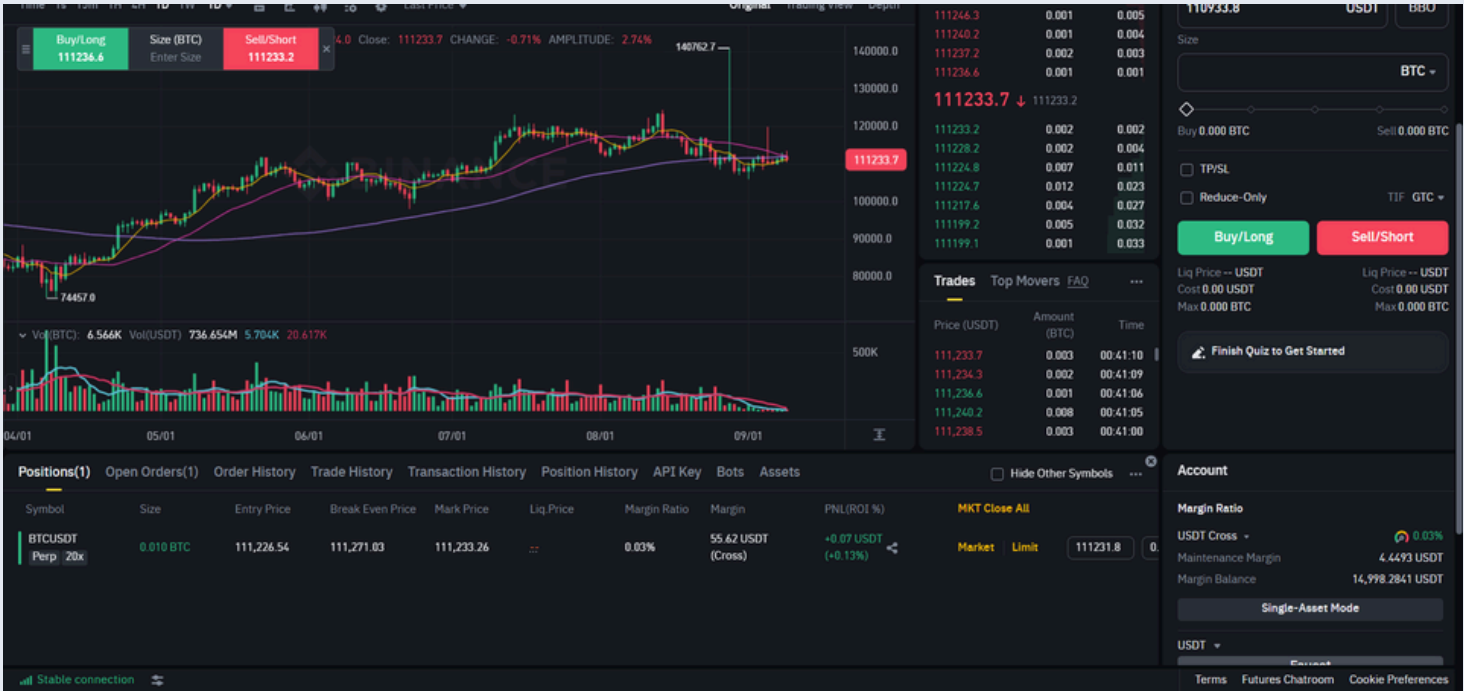 Time 1s 15m 1H 4H 1D 1W 1D Last Price Original Trading View Depth
Buy/Long 111236.6
Size (BTC) Enter Size
Sell/Short 111233.2
4.0 Close: 111233.7 CHANGE: -0.71% AMPLITUDE: 2.74%
140762.7
74457.0
BINANCE
140000.0
130000.0
120000.0
111233.7
100000.0
90000.0
80000.0
Vol(BTC): 6.566K Vol(USDT) 736.654M 5.704K 20.617K
500K
04/01 05/01 06/01 07/01 08/01 09/01
111246.3 0.001 0.005
111240.2 0.001 0.004
111237.2 0.002 0.003
111236.6 0.001 0.001
111233.7 ↓ 111233.2
111233.2 0.002 0.002
111228.2 0.002 0.004
111224.8 0.007 0.011
111224.7 0.012 0.023
111217.6 0.004 0.027
111199.2 0.005 0.032
111199.1 0.001 0.033
Trades Top Movers FAQ ...
Price (USDT) Amount (BTC) Time
111,233.7 0.003 00:41:10
111,234.3 0.002 00:41:09
111,236.6 0.001 00:41:06
111,240.2 0.008 00:41:05
111,238.5 0.003 00:41:00
110933.8 USDT BBO
Size
BTC
Buy 0.000 BTC Sell 0.000 BTC
TP/SL
Reduce-Only TIF GTC
Buy/Long Sell/Short
Liq Price -- USDT Liq Price -- USDT
Cost 0.00 USDT Cost 0.00 USDT
Max 0.000 BTC Max 0.000 BTC
Finish Quiz to Get Started
Positions(1) Open Orders(1) Order History Trade History Transaction History Position History API Key Bots Assets Hide Other Symbols ...
Symbol Size Entry Price Break Even Price Mark Price Liq.Price Margin Ratio Margin PNL(ROI %) MKT Close All
BTCUSDT
Perp 20x
0.010 BTC 111,226.54 111,271.03 111,233.26 -- 0.03%
55.62 USDT
(Cross)
+0.07 USDT
(+0.13%)
Market Limit 111231.8 0.
Account
Margin Ratio
USDT Cross 0.03%
Maintenance Margin 4.4493 USDT
Margin Balance 14,998.2841 USDT
Single-Asset Mode
USDT
Faucet
Stable connection Terms Futures Chatroom Cookie Preferences